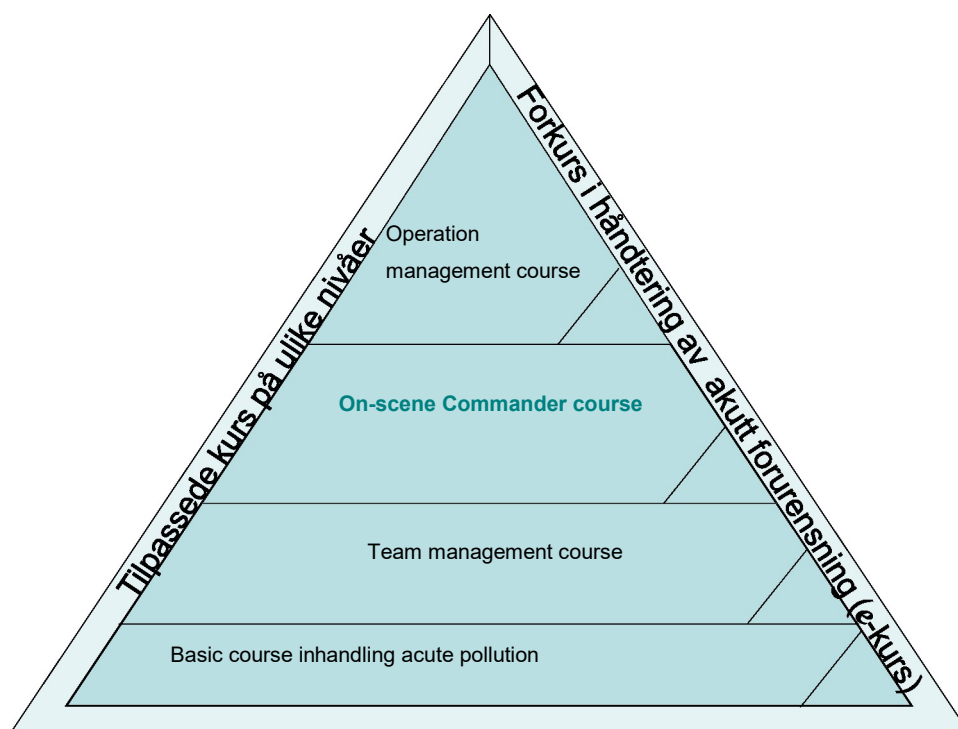 Tilpassede kurs på ulike nivåer
Forkurs i håndtering av akutt forurensning (e-kurs)
Operation
management course
On-scene Commander course
Team management course
Basic course inhandling acute pollution